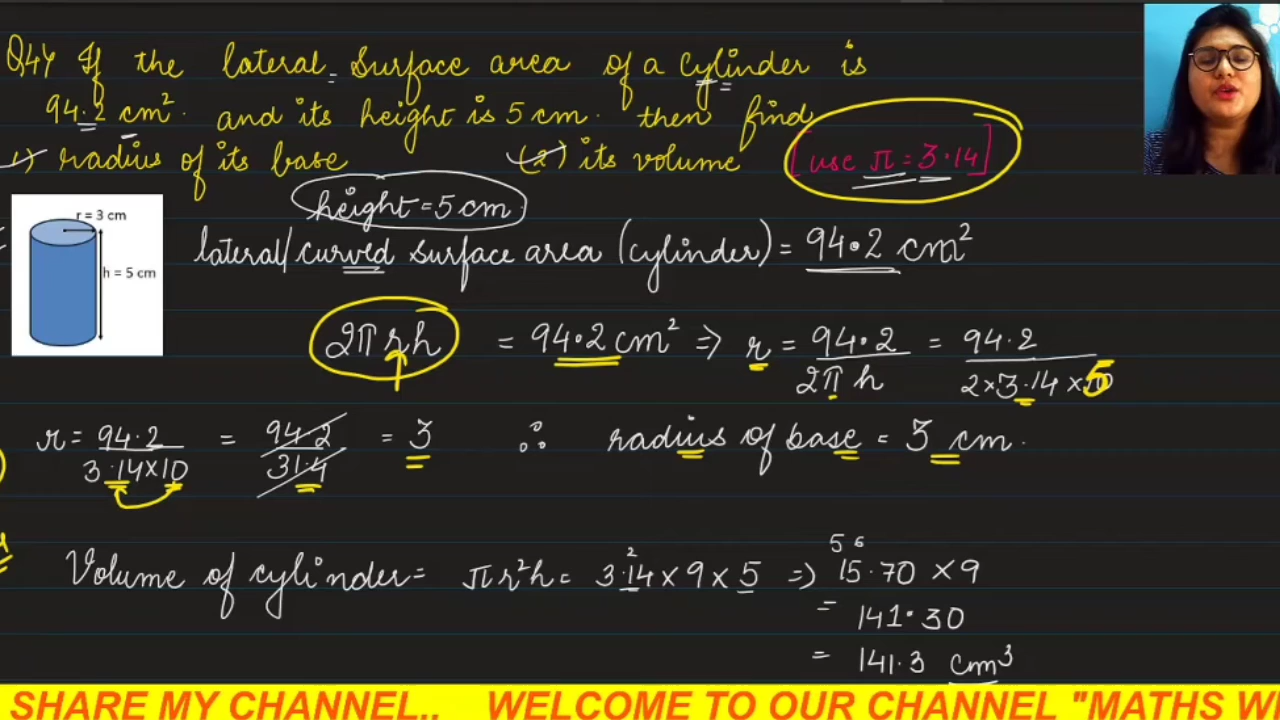 Q44 If the lateral surface area of a cylinder is
94.2 cm². and its height is 5 cm. then find
1) radius of its base (2) its volume [use π = 3.14]
height = 5 cm
r = 3 cm
h = 5 cm
lateral/curved surface area (cylinder) = 94.2 cm²
2πrh = 94.2 cm² ⇒ r = 94.2 / 2πh = 94.2 / 2×3.14×5
r = 94.2 / 3.14×10 = 94.2 / 31.4 = 3 ∴ radius of base = 3 cm.
Volume of cylinder = πr²h = 3.14 × 9 × 5 ⇒ 15.70 × 9
= 141.30
= 141.3 cm³
SHARE MY CHANNEL.. WELCOME TO OUR CHANNEL "MATHS W